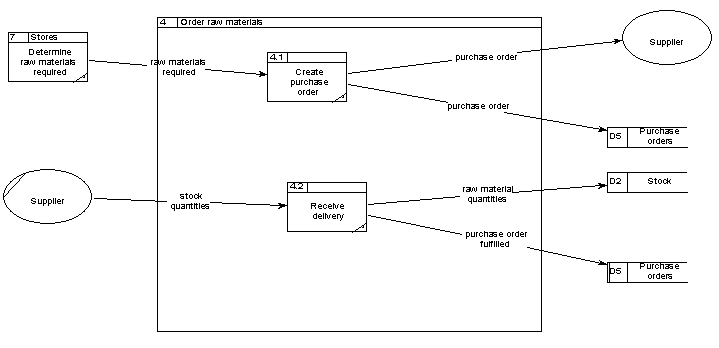 4 Order raw materials
7 Stores
Determine
raw materials
required
raw materials
required
4.1
Create
purchase
order
purchase order
Supplier
purchase order
D5 Purchase
orders
Supplier
stock
quantities
4.2
Receive
delivery
raw material
quantities
D2 Stock
purchase order
fulfilled
D5 Purchase
orders